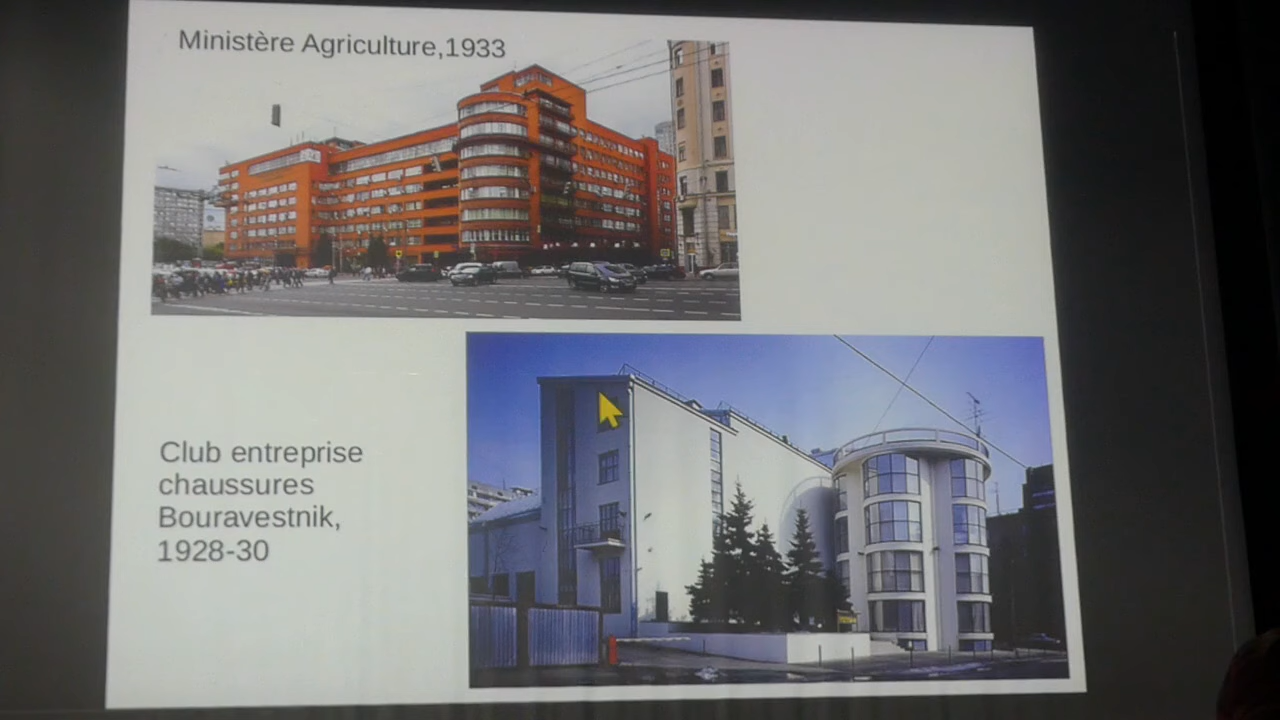 Ministère Agriculture,1933
Club entreprise
chaussures
Bouravestnik,
1928-30